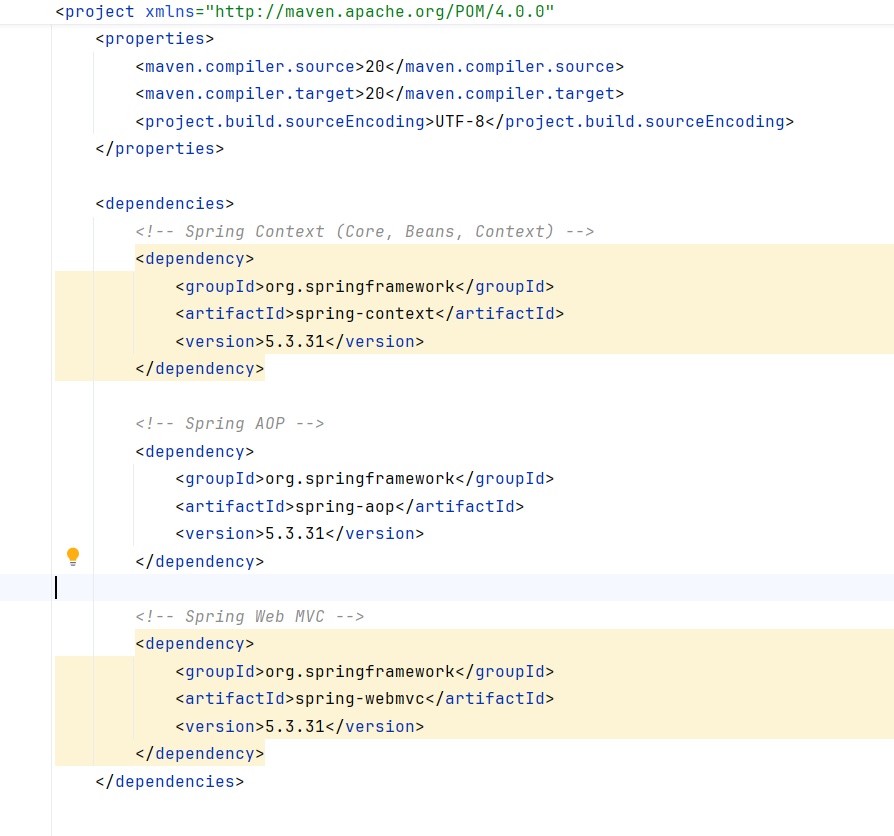 <project xmlns="http://maven.apache.org/POM/4.0.0"
<properties>
<maven.compiler.source>20</maven.compiler.source>
<maven.compiler.target>20</maven.compiler.target>
<project.build.sourceEncoding>UTF-8</project.build.sourceEncoding>
</properties>
<dependencies>
<!-- Spring Context (Core, Beans, Context) -->
<dependency>
<groupId>org.springframework</groupId>
<artifactId>spring-context</artifactId>
<version>5.3.31</version>
</dependency>
<!-- Spring AOP -->
<dependency>
<groupId>org.springframework</groupId>
<artifactId>spring-aop</artifactId>
<version>5.3.31</version>
</dependency>
<!-- Spring Web MVC -->
<dependency>
<groupId>org.springframework</groupId>
<artifactId>spring-webmvc</artifactId>
<version>5.3.31</version>
</dependency>
</dependencies>